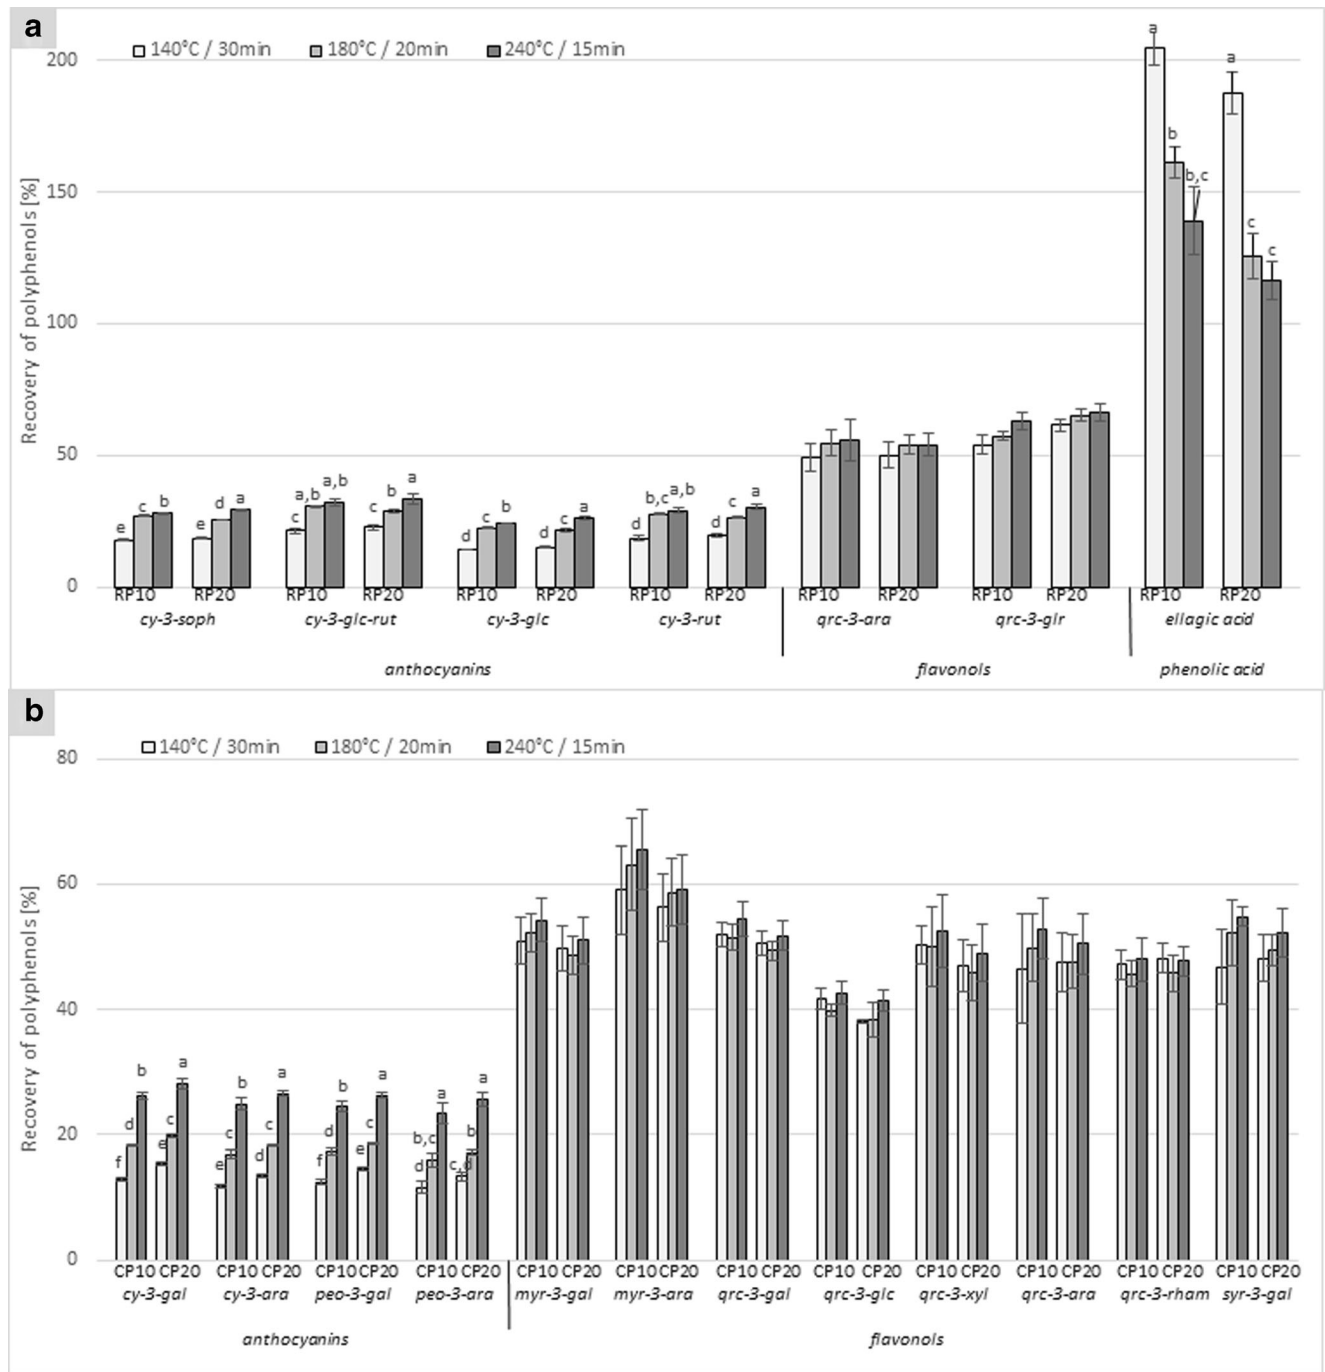 a
140°C / 30min 180°C / 20min 240°C / 15min
Recovery of polyphenols [%]
200
150
100
50
0
a
a
b
b,c
c
c
e c b e d a
c a,b a,b c b a
d c b d c a
d b,c a,b d c a
RP10 RP20 RP10 RP20 RP10 RP20 RP10 RP20 RP10 RP20 RP10 RP20 RP10 RP20
cy-3-soph cy-3-glc-rut cy-3-glc cy-3-rut qrc-3-ara qrc-3-glr ellagic acid
anthocyanins flavonols phenolic acid
b
140°C / 30min 180°C / 20min 240°C / 15min
Recovery of polyphenols [%]
80
60
40
20
0
f d b e c a
e c b d c a
f d b e c a
d b,c a c,d b a
CP10 CP20 CP10 CP20 CP10 CP20 CP10 CP20 CP10 CP20 CP10 CP20 CP10 CP20 CP10 CP20 CP10 CP20 CP10 CP20 CP10 CP20 CP10 CP20
cy-3-gal cy-3-ara peo-3-gal peo-3-ara myr-3-gal myr-3-ara qrc-3-gal qrc-3-glc qrc-3-xyl qrc-3-ara qrc-3-rham syr-3-gal
anthocyanins flavonols